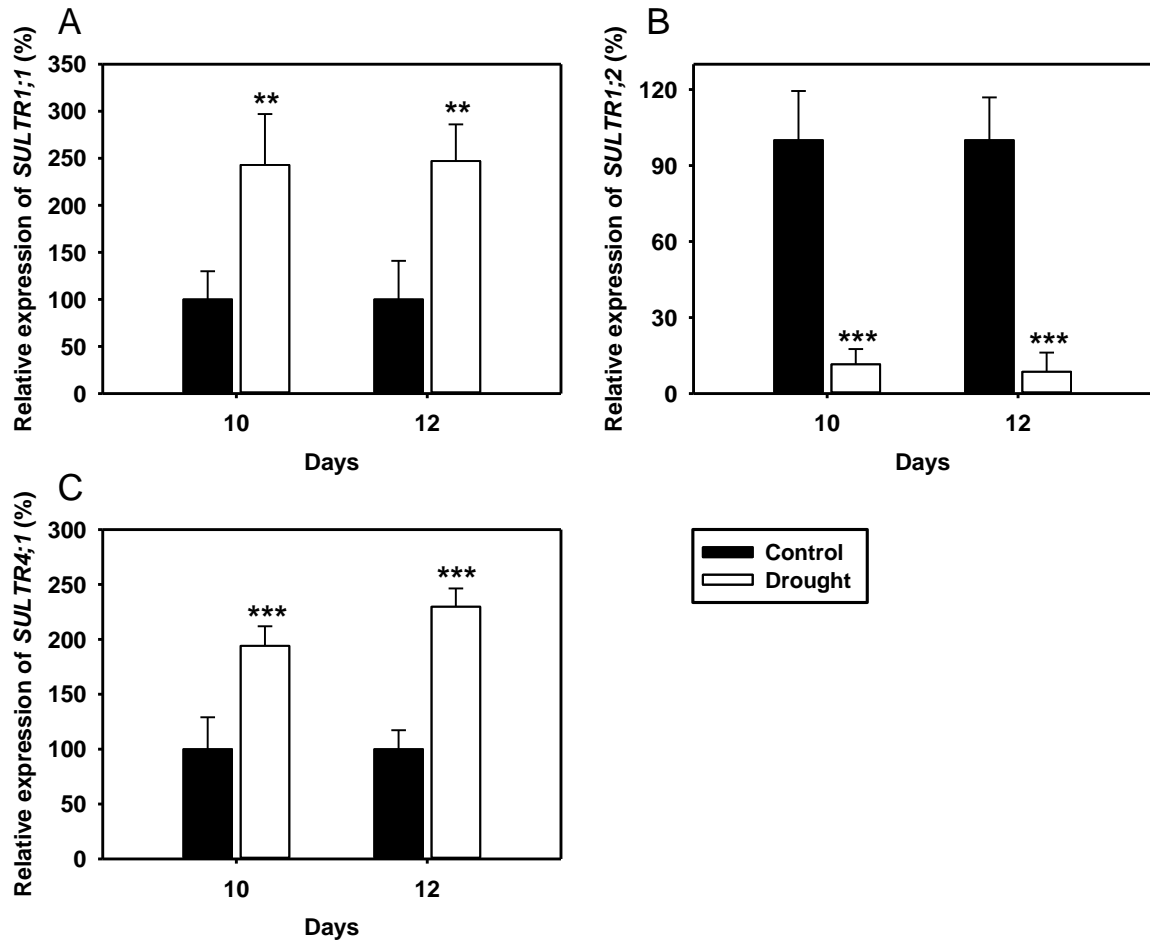 A
Relative expression of SULTR1;1 (%)
350
300
250
200
150
100
50
0
**
**
10
12
Days
B
Relative expression of SULTR1;2 (%)
120
90
60
30
0
***
***
10
12
Days
C
Relative expression of SULTR4;1 (%)
300
250
200
150
100
50
0
***
***
10
12
Days
Control
Drought